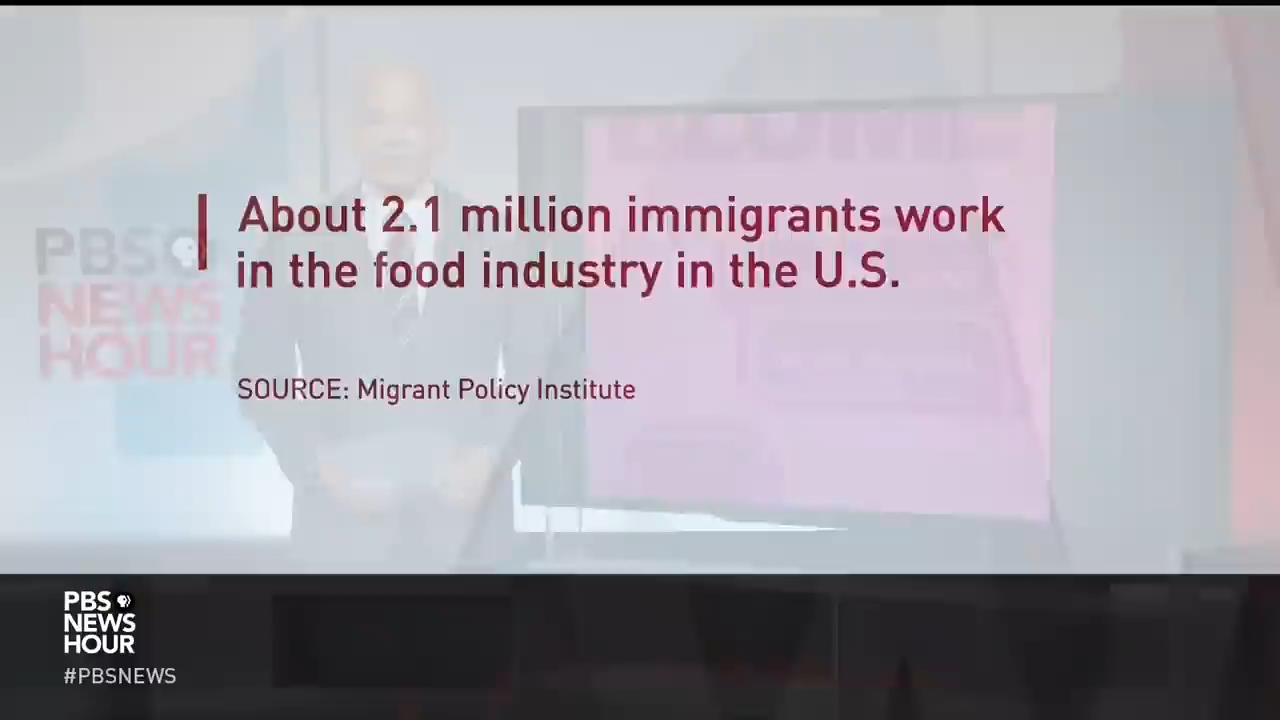 About 2.1 million immigrants work
in the food industry in the U.S.
SOURCE: Migrant Policy Institute
PBS
NEWS
HOUR
PBS
NEWS
HOUR
#PBSNEWS